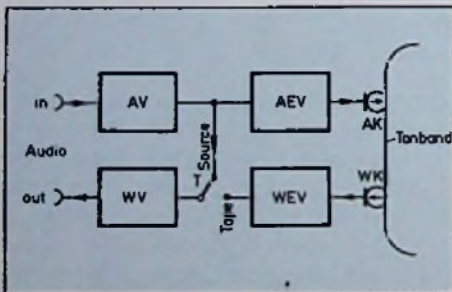 in
AV
AEV
AK
Source
Tonband
Audio
T
WK
out
WV
Tape
WEV